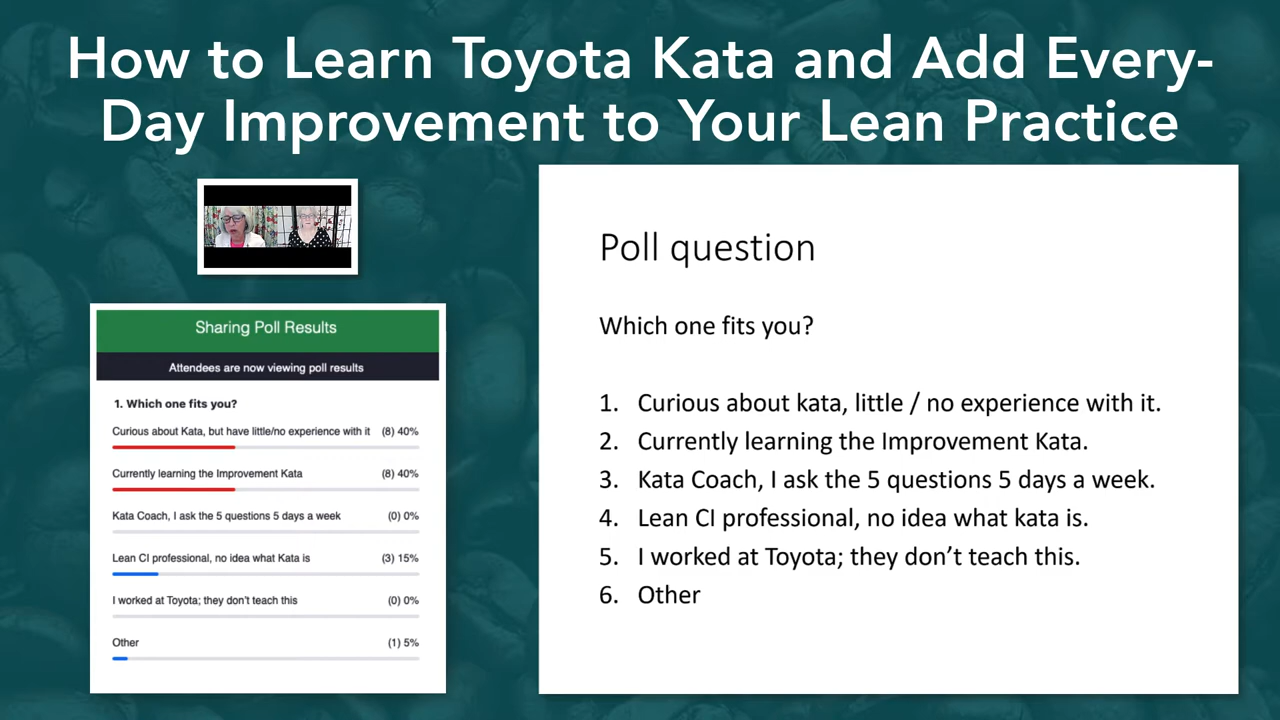 How to Learn Toyota Kata and Add Every-
Day Improvement to Your Lean Practice
Sharing Poll Results
Attendees are now viewing poll results
1. Which one fits you?
Curious about Kata, but have little/no experience with it (8) 40%
Currently learning the Improvement Kata (8) 40%
Kata Coach, I ask the 5 questions 5 days a week (0) 0%
Lean CI professional, no idea what Kata is (3) 15%
I worked at Toyota; they don't teach this (0) 0%
Other (1) 5%
Poll question
Which one fits you?
1. Curious about kata, little / no experience with it.
2. Currently learning the Improvement Kata.
3. Kata Coach, I ask the 5 questions 5 days a week.
4. Lean CI professional, no idea what kata is.
5. I worked at Toyota; they don’t teach this.
6. Other